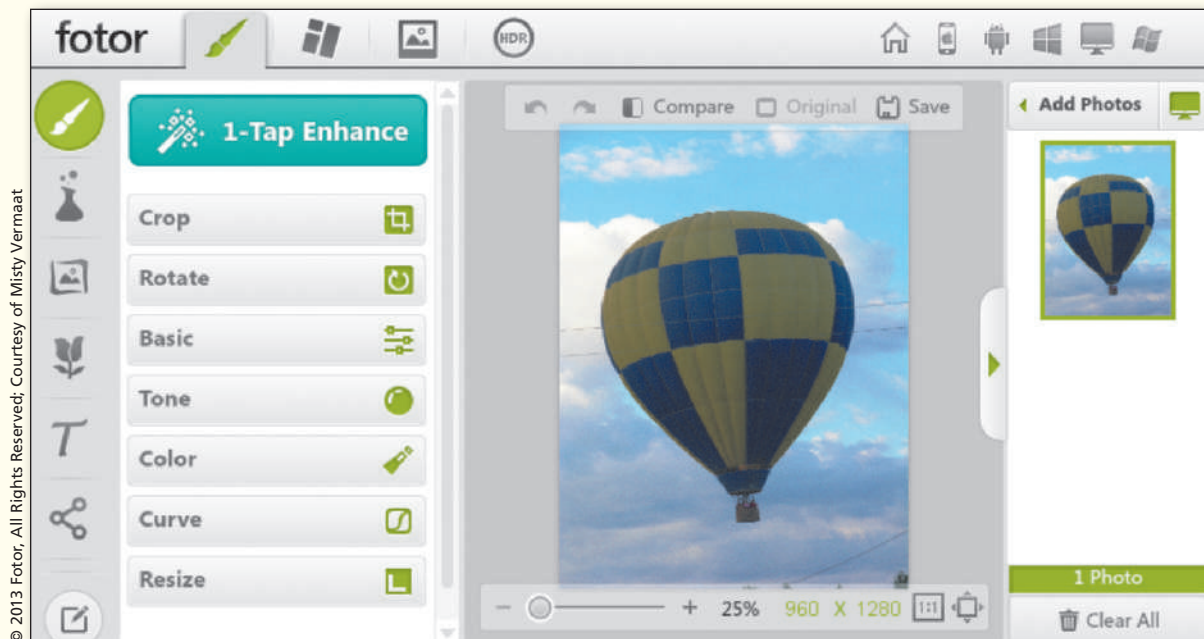 fotor
HDR
1-Tap Enhance
Crop
Rotate
Basic
Tone
Color
Curve
Resize
Compare
Original
Save
25%
960 X 1280
1:1
Add Photos
1 Photo
Clear All
T
© 2013 Fotor, All Rights Reserved; Courtesy of Misty Vermaat